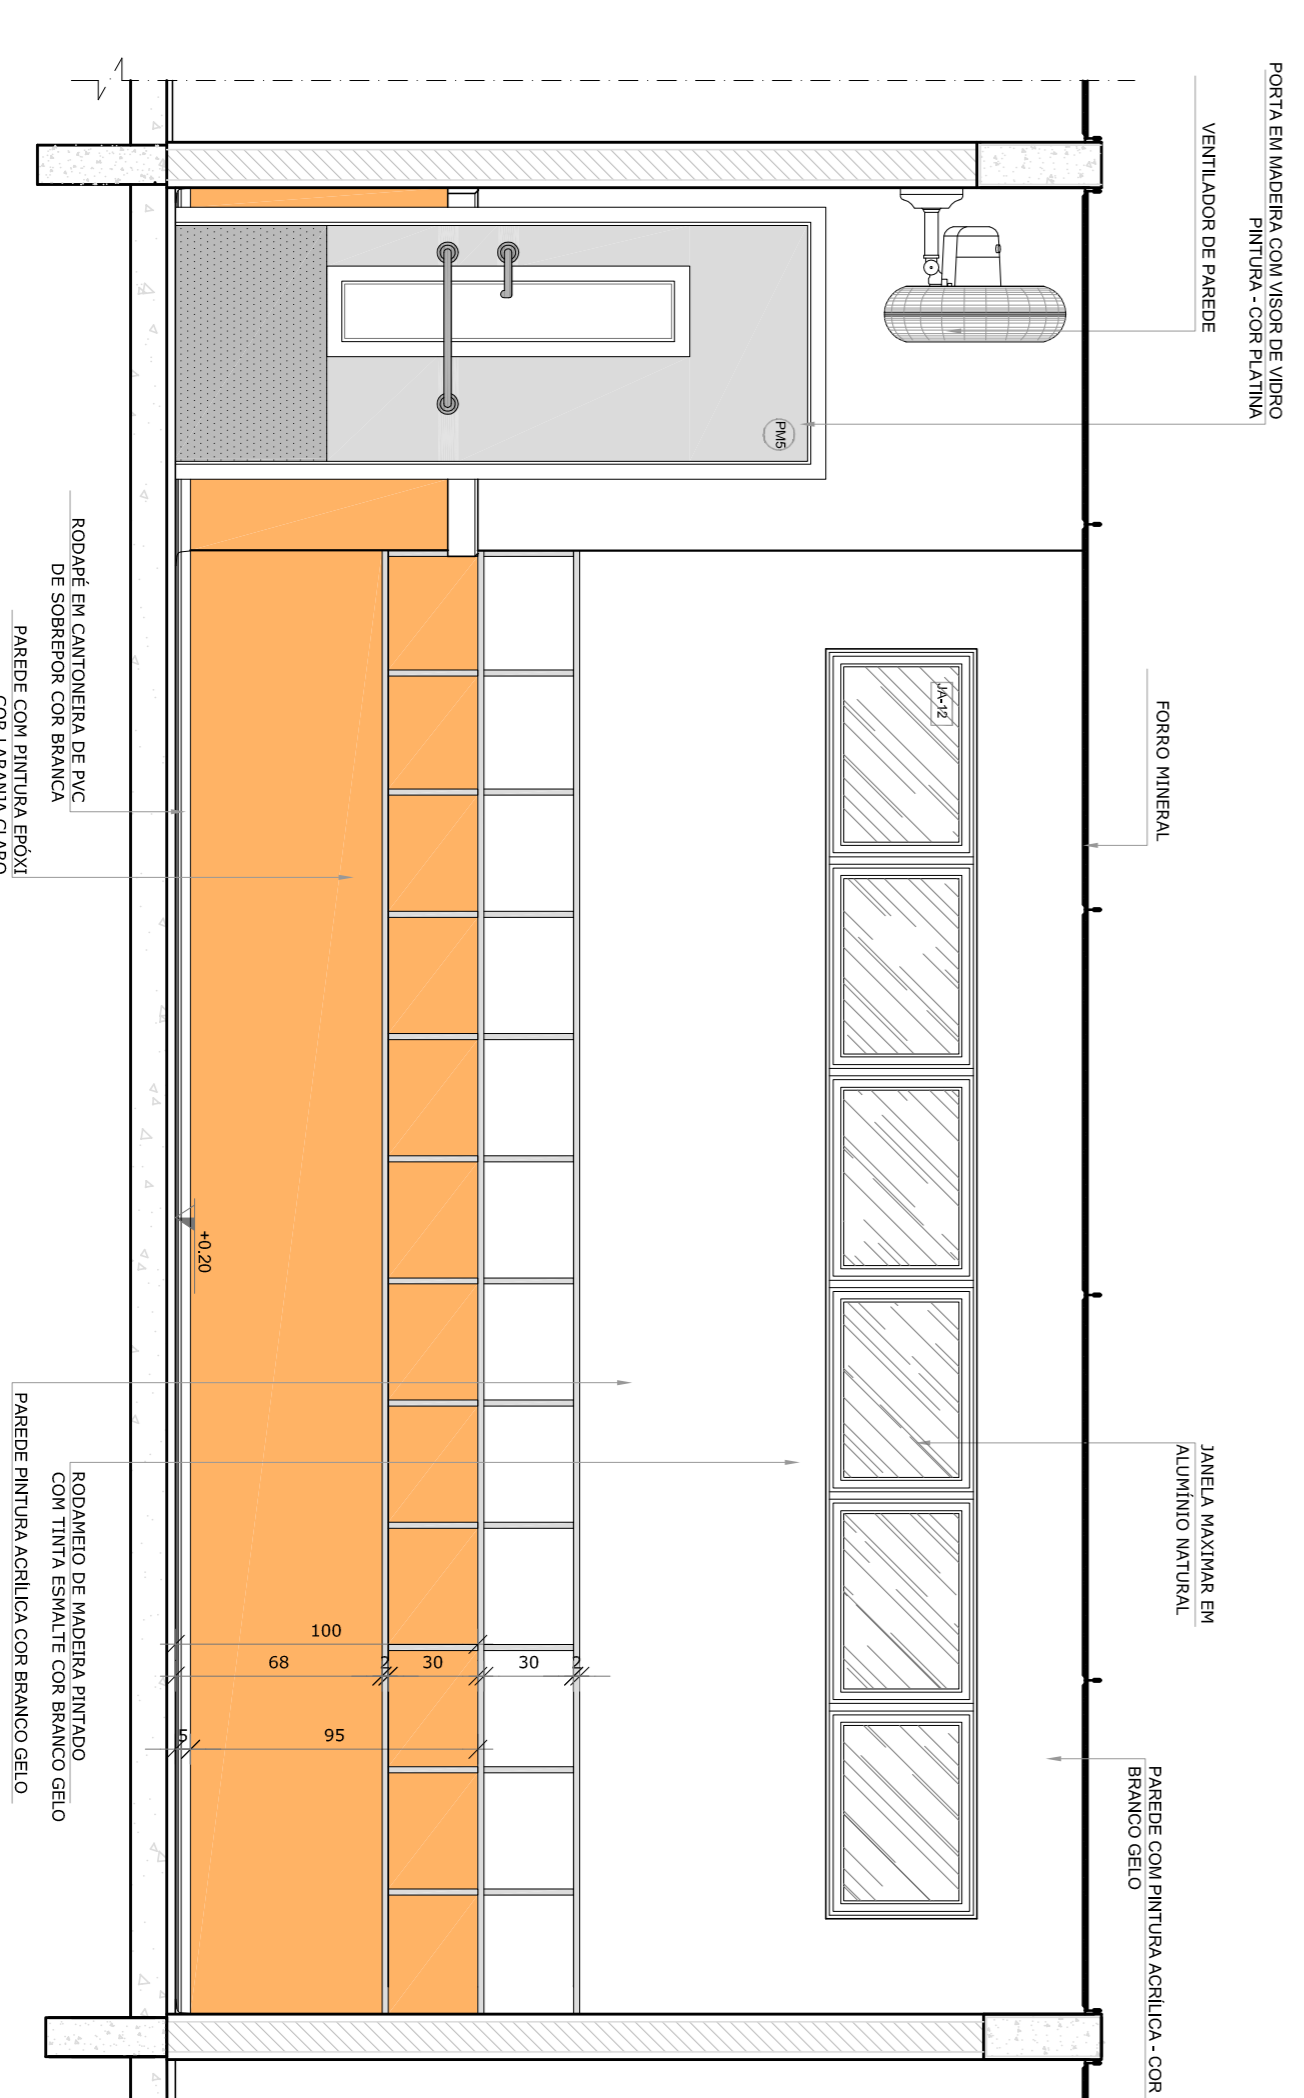 PORTA EM MADEIRA COM VISOR DE VIDRO
PINTURA - COR PLATINA
VENTILADOR DE PAREDE
FORRO MINERAL
JANELA MAXIMAR EM
ALUMÍNIO NATURAL
PAREDE COM PINTURA ACRÍLICA - COR
BRANCO GELO
PM5
JA-12
+0.20
100
68
2
30
30
2
5
95
RODAPÉ EM CANTONEIRA DE PVC
DE SOBREPOR COR BRANCA
PAREDE COM PINTURA EPÓXI
COR LARANJA CLARO
RODAMEIO DE MADEIRA PINTADO
COM TINTA ESMALTE COR BRANCO GELO
PAREDE PINTURA ACRÍLICA COR BRANCO GELO